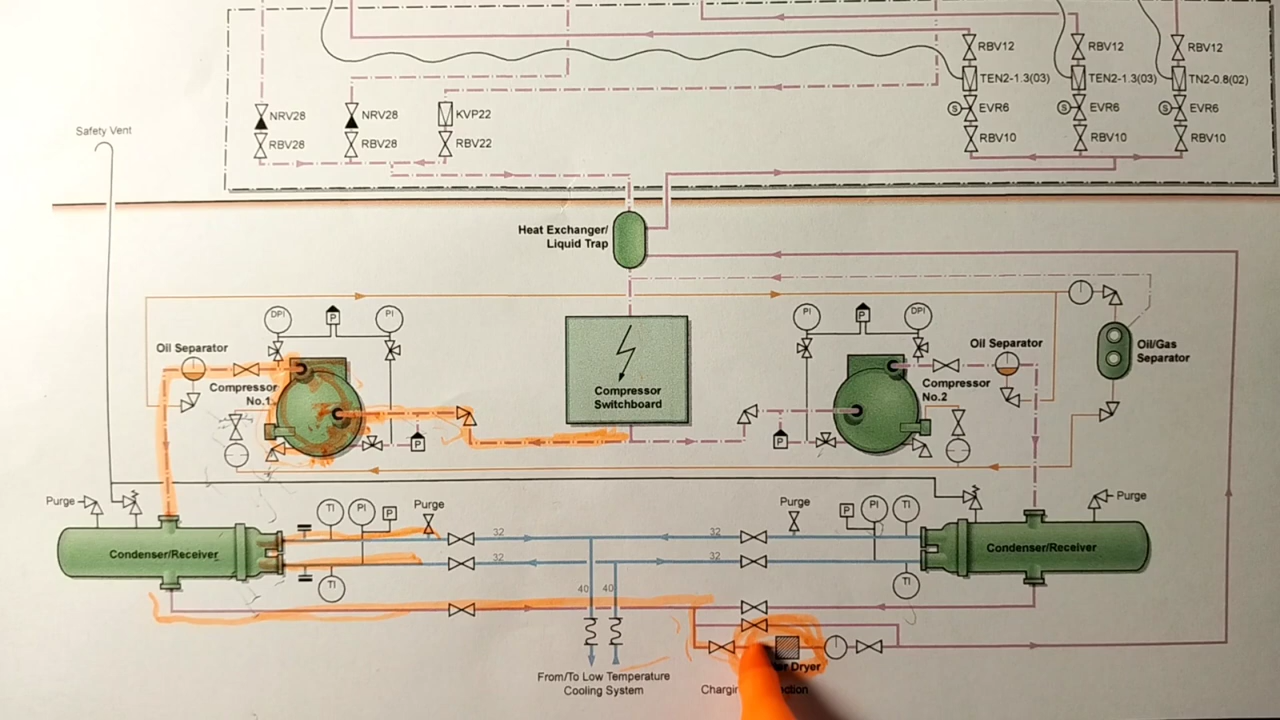 RBV12
RBV12
RBV12
TEN2-1.3(03)
TEN2-1.3(03)
TN2-0.8(02)
S
EVR6
S
EVR6
S
EVR6
RBV10
RBV10
RBV10
NRV28
NRV28
KVP22
RBV28
RBV28
RBV22
Safety Vent
Heat Exchanger/
Liquid Trap
DPI
P
PI
PI
P
DPI
Oil Separator
Oil Separator
Oil/Gas
Separator
Compressor
No.1
Compressor
Switchboard
Compressor
No.2
P
P
Purge
TI
PI
P
Purge
Purge
P
PI
TI
Purge
Condenser/Receiver
32
32
Condenser/Receiver
32
32
TI
TI
40
40
From/To Low Temperature
Cooling System
Dryer